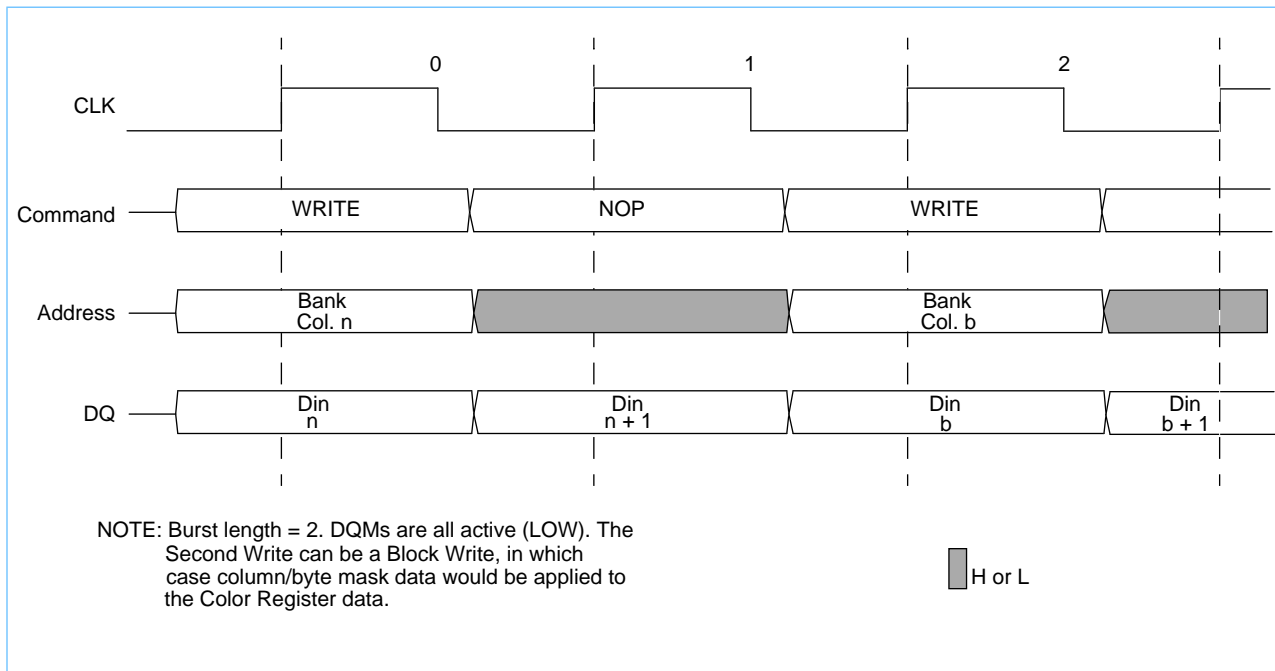 0 1 2
CLK
Command WRITE NOP WRITE
Address Bank Col. n Bank Col. b
DQ Din n Din n + 1 Din b Din b + 1
NOTE: Burst length = 2. DQMs are all active (LOW). The
Second Write can be a Block Write, in which
case column/byte mask data would be applied to
the Color Register data.
H or L